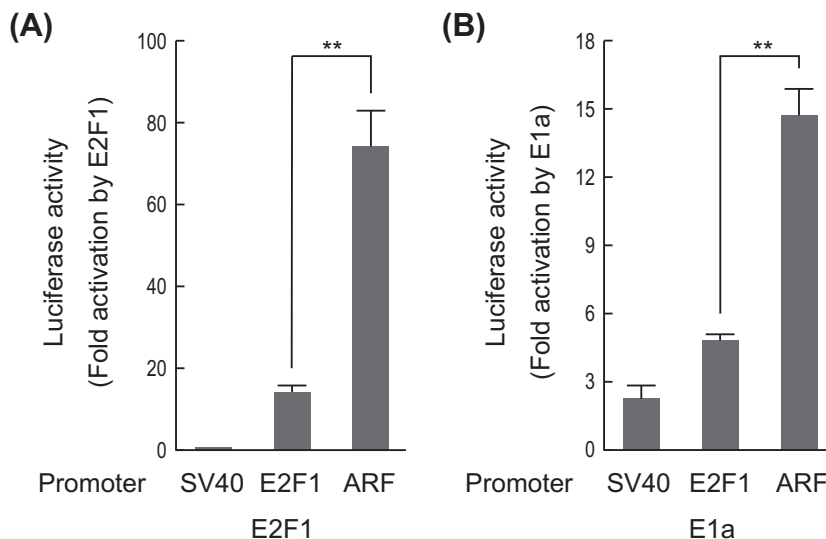 (A)
Luciferase activity
(Fold activation by E2F1)
100
80
60
40
20
0
**
Promoter SV40 E2F1 ARF
E2F1
(B)
Luciferase activity
(Fold activation by E1a)
18
15
12
9
6
3
0
**
Promoter SV40 E2F1 ARF
E1a